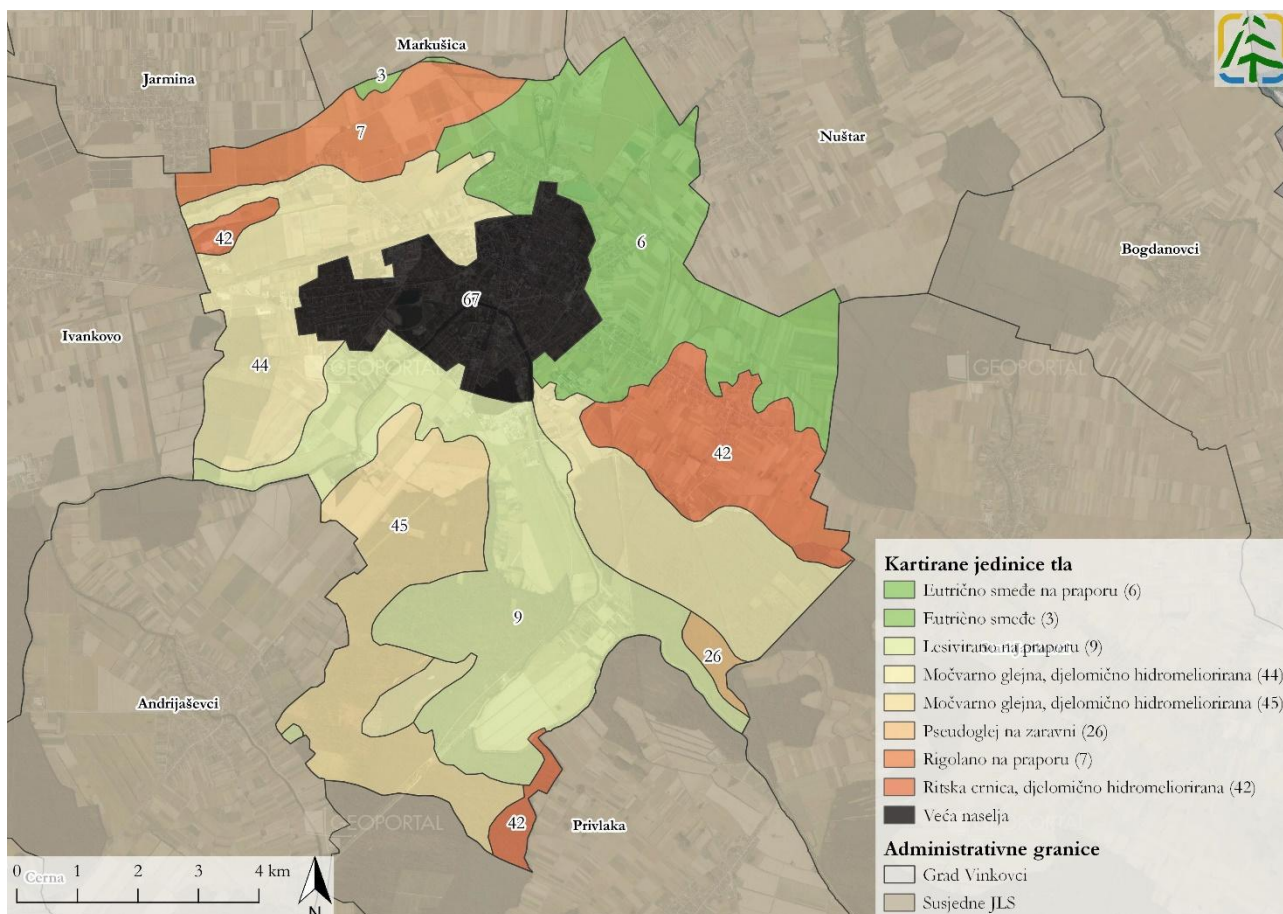 Markušica
3
Jarmina
7
Nuštar
42
6
Bogdanovci
67
Ivankovo
44
GEOPORTAL
GEOPORTAL
42
45
Kartirane jedinice tla
Eutrično smeđe na praporu (6)
Eutrično smeđe (3)
9
Lesivirano na praporu (9)
26
Močvarno glejna, djelomično hidromeliorirana (44)
Andrijaševci
Močvarno glejna, djelomično hidromeliorirana (45)
Pseudoglej na zaravni (26)
Rigolano na praporu (7)
Ritska crnica, djelomično hidromeliorirana (42)
GEOPORTAL
42
Privlaka
Veća naselja
Administrativne granice
0 1 2 3 4 km
Cerna
N
Grad Vinkovci
Susjedne JLS